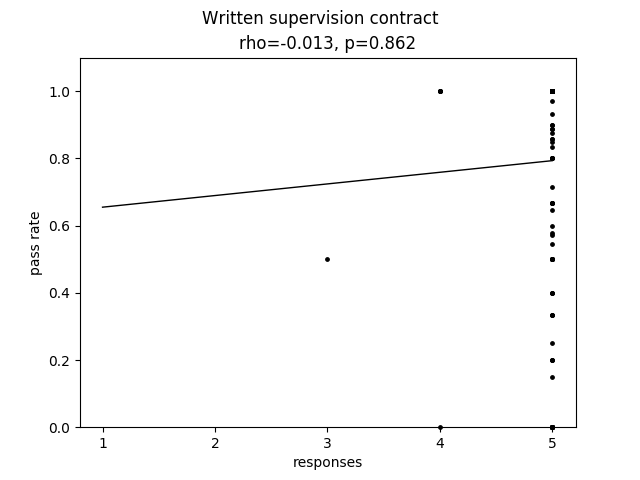 Written supervision contract
rho=-0.013, p=0.862
1.0
0.8
0.6
0.4
0.2
0.0
pass rate
1 2 3 4 5
responses